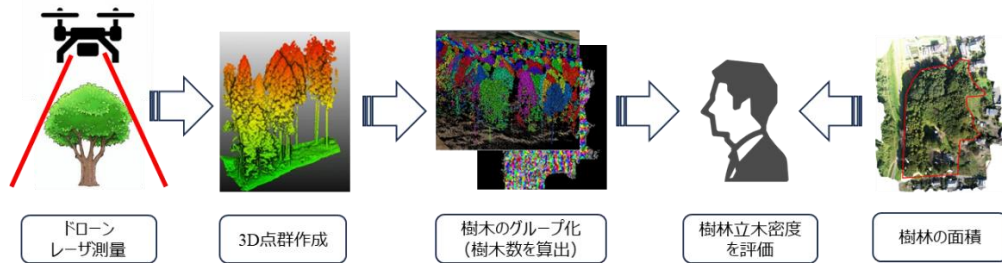 ドローン
レーザ測量
3D点群作成
樹木のグループ化
(樹木数を算出)
樹林立木密度
を評価
樹林の面積